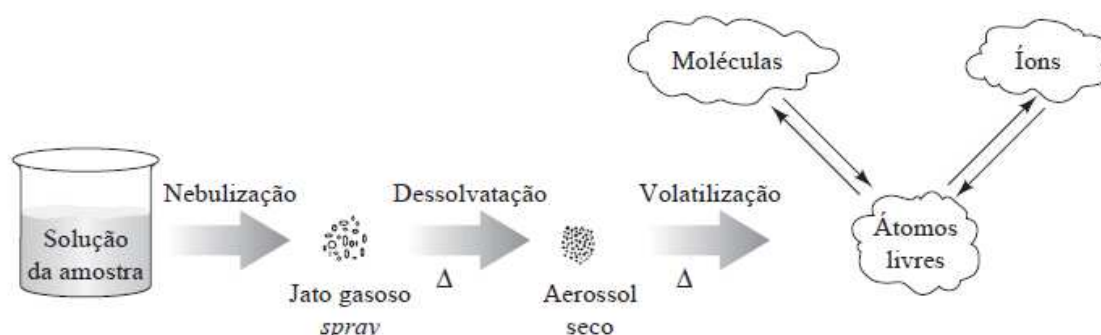 Solução
da amostra
Nebulização
Jato gasoso
spray
Dessolvatação
Δ
Aerossol
seco
Volatilização
Δ
Moléculas
Íons
Átomos
livres